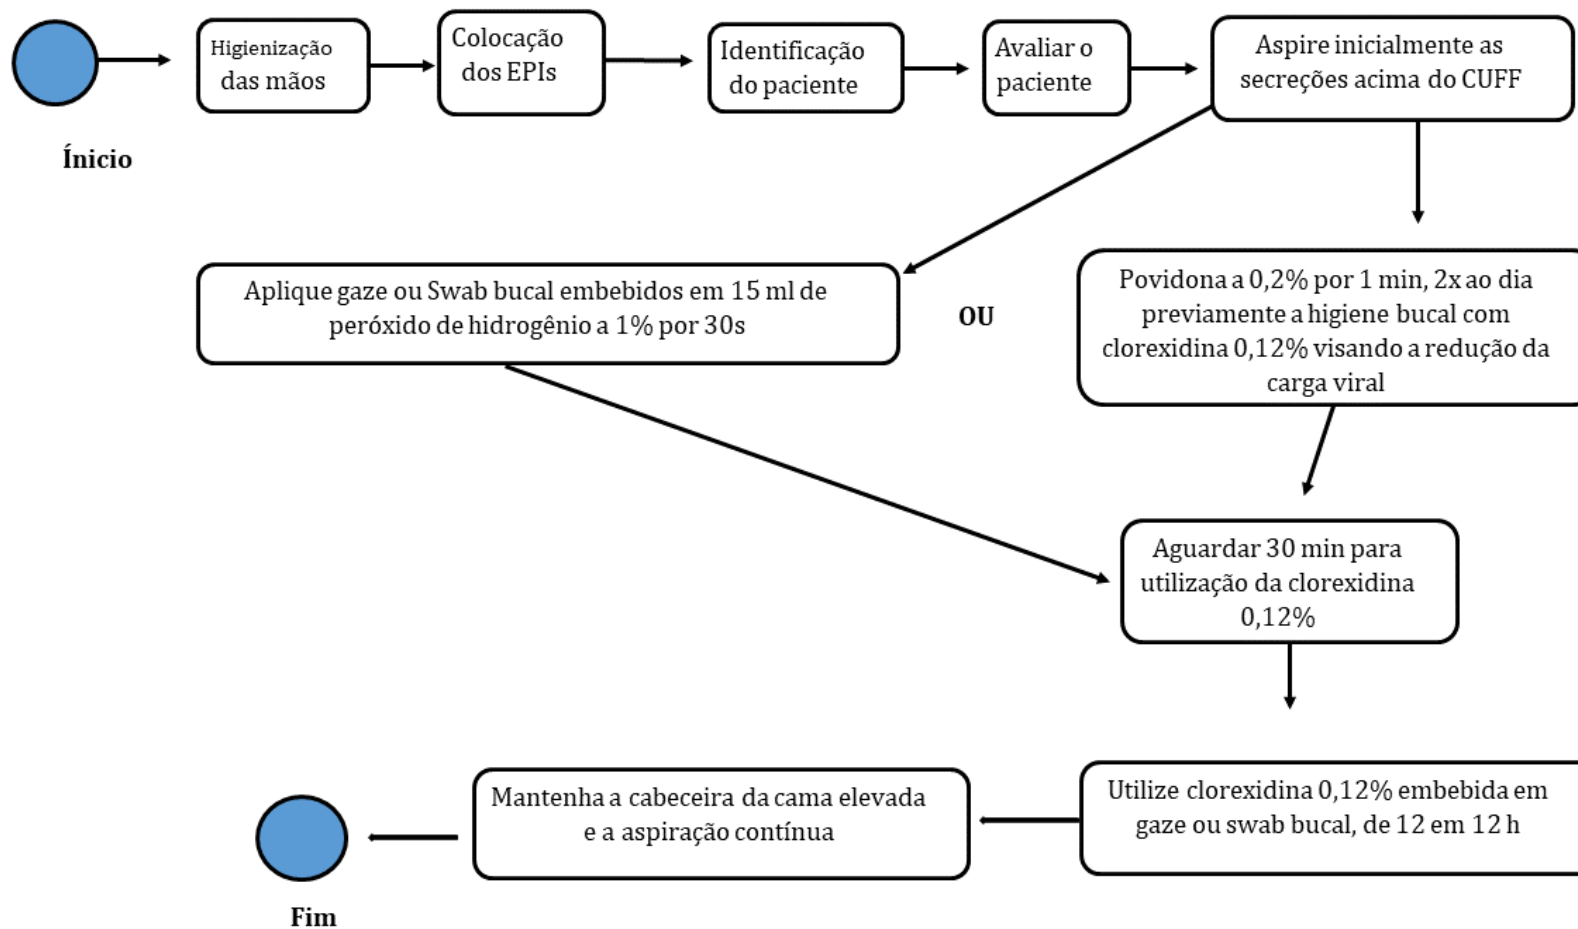 Higienização
das mãos
Colocação
dos EPIs
Identificação
do paciente
Avaliar o
paciente
Aspire inicialmente as
secreções acima do CUFF
Ínicio
Aplique gaze ou Swab bucal embebidos em 15 ml de
peróxido de hidrogênio a 1% por 30s
OU
Povidona a 0,2% por 1 min, 2x ao dia
previamente a higiene bucal com
clorexidina 0,12% visando a redução da
carga viral
Aguardar 30 min para
utilização da clorexidina
0,12%
Utilize clorexidina 0,12% embebida em
gaze ou swab bucal, de 12 em 12 h
Mantenha a cabeceira da cama elevada
e a aspiração contínua
Fim